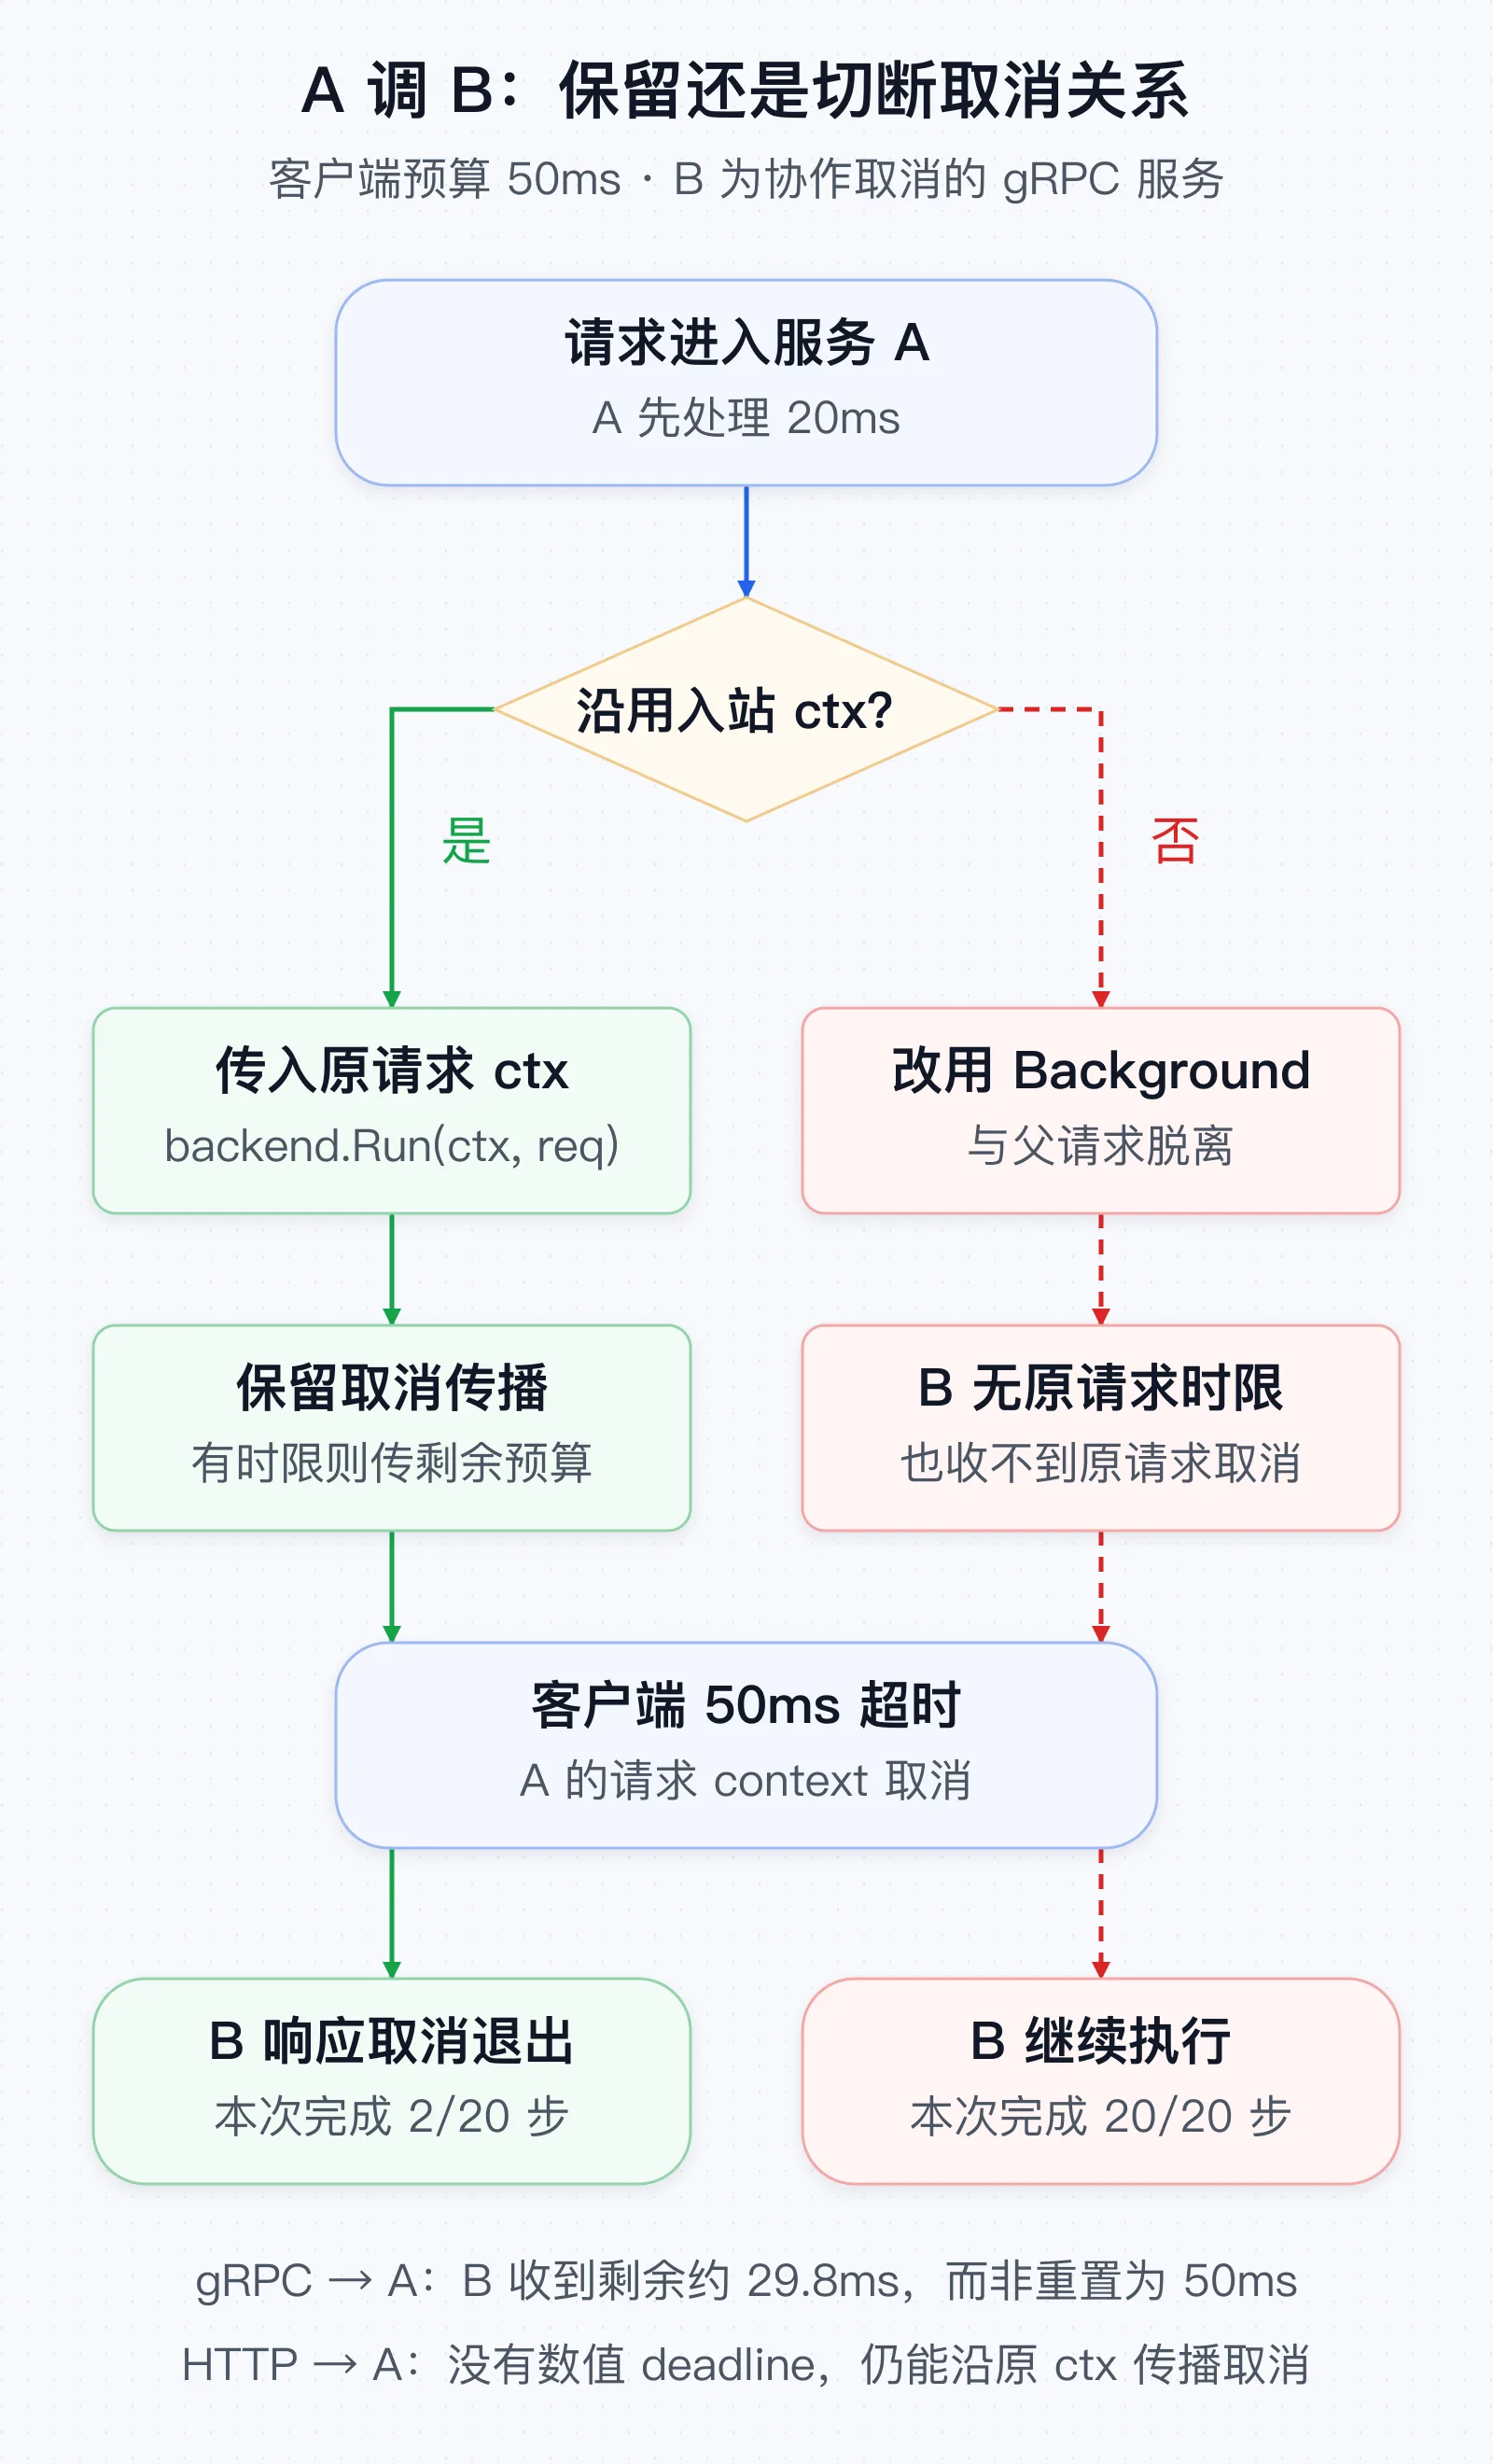 A 调 B：保留还是切断取消关系
客户端预算 50ms · B 为协作取消的 gRPC 服务
请求进入服务 A
A 先处理 20ms
沿用入站 ctx?
是
否
传入原请求 ctx
backend.Run(ctx, req)
改用 Background
与父请求脱离
保留取消传播
有时限则传剩余预算
B 无原请求时限
也收不到原请求取消
客户端 50ms 超时
A 的请求 context 取消
B 响应取消退出
本次完成 2/20 步
B 继续执行
本次完成 20/20 步
gRPC → A：B 收到剩余约 29.8ms，而非重置为 50ms
HTTP → A：没有数值 deadline，仍能沿原 ctx 传播取消